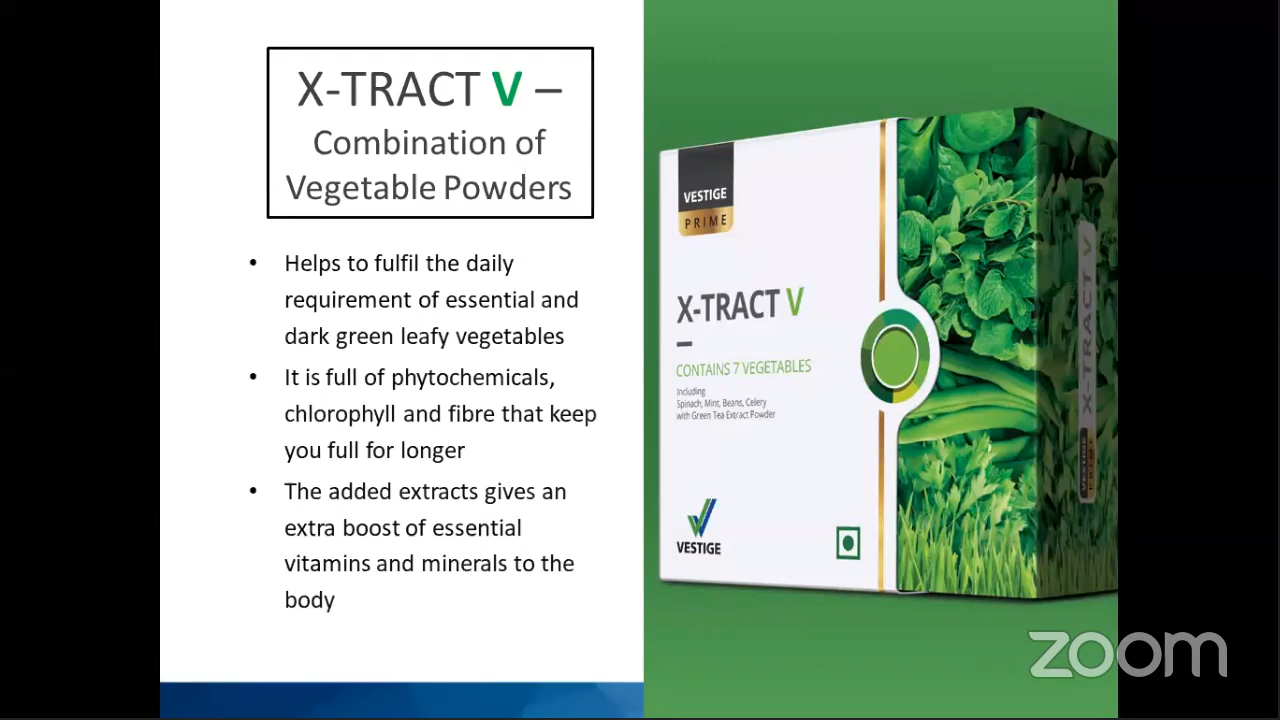 X-TRACT V –
Combination of
Vegetable Powders
• Helps to fulfil the daily
requirement of essential and
dark green leafy vegetables
• It is full of phytochemicals,
chlorophyll and fibre that keep
you full for longer
• The added extracts gives an
extra boost of essential
vitamins and minerals to the
body
VESTIGE
PRIME
X-TRACT V
CONTAINS 7 VEGETABLES
Including
Spinach, Mint, Beans, Celery
with Green Tea Extract Powder
VESTIGE
X-TRACT V
VESTIGE
PRIME
zoom